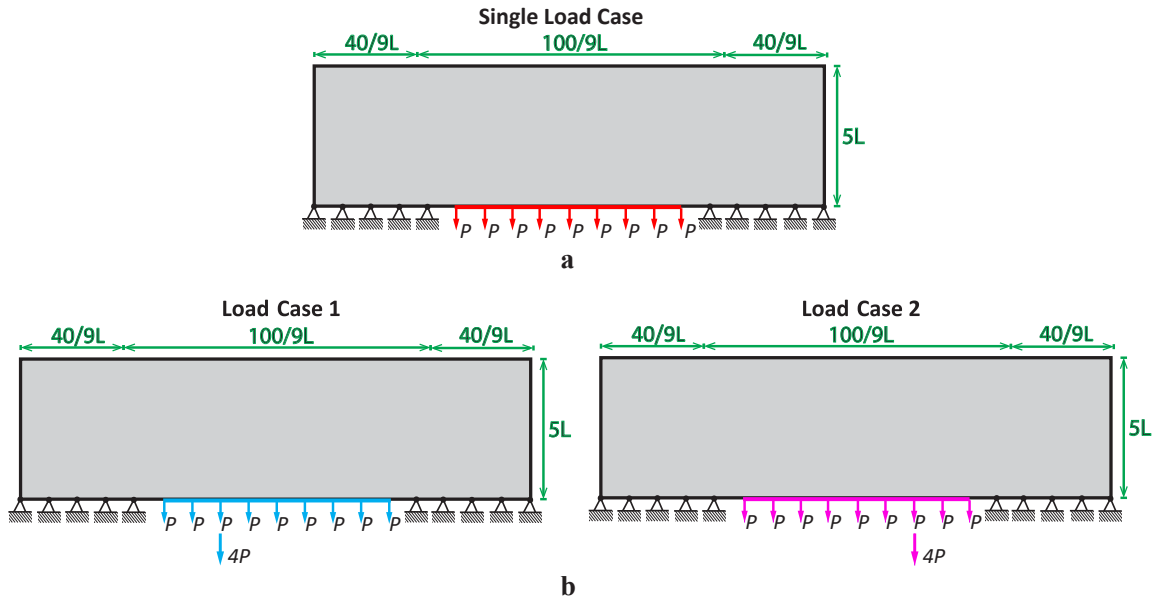 Single Load Case
40/9L 100/9L 40/9L
5L
P P P P P P P P P
a
Load Case 1 Load Case 2
40/9L 100/9L 40/9L 40/9L 100/9L 40/9L
5L 5L
P P P P P P P P P P P P P P P P P P
4P 4P
b